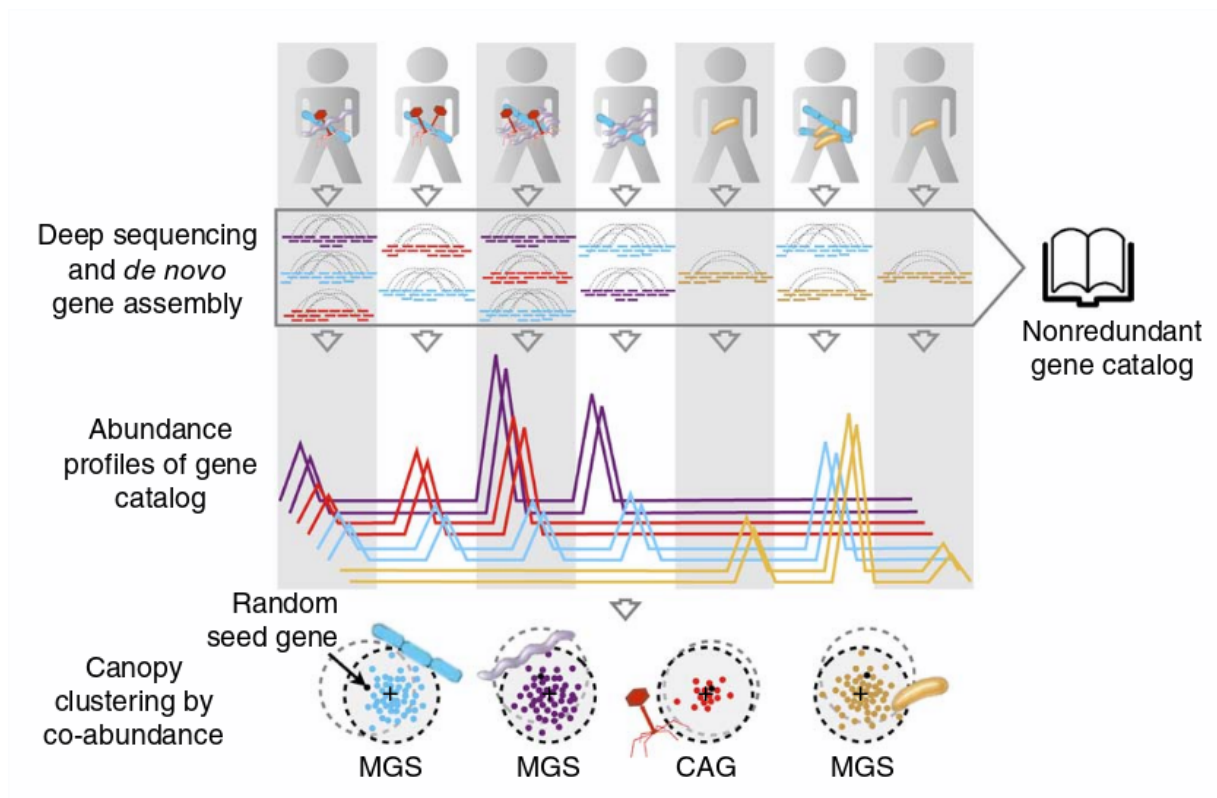 Deep sequencing
and de novo
gene assembly
Nonredundant
gene catalog
Abundance
profiles of gene
catalog
Random
seed gene
Canopy
clustering by
co-abundance
MGS
MGS
CAG
MGS